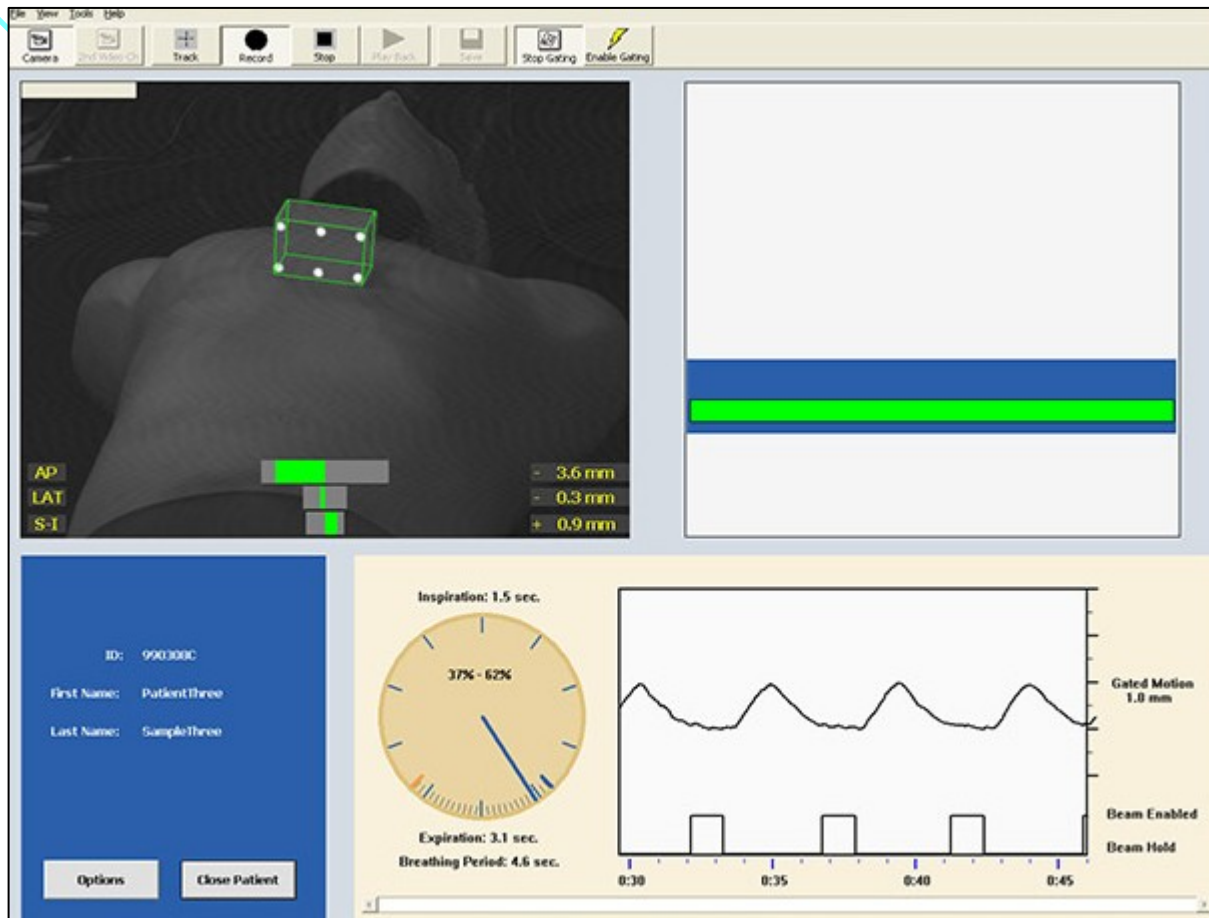 File View Tools Help
Camera 2nd Video Ch Track Record Stop Play Back Save Stop Gating Enable Gating
AP - 3.6 mm
LAT - 0.3 mm
S-I + 0.9 mm
ID: 990308C
First Name: PatientThree
Last Name: SampleThree
Options Close Patient
Inspiration: 1.5 sec.
37% - 62%
Expiration: 3.1 sec.
Breathing Period: 4.6 sec.
Gated Motion
1.0 mm
Beam Enabled
Beam Hold
0:30 0:35 0:40 0:45